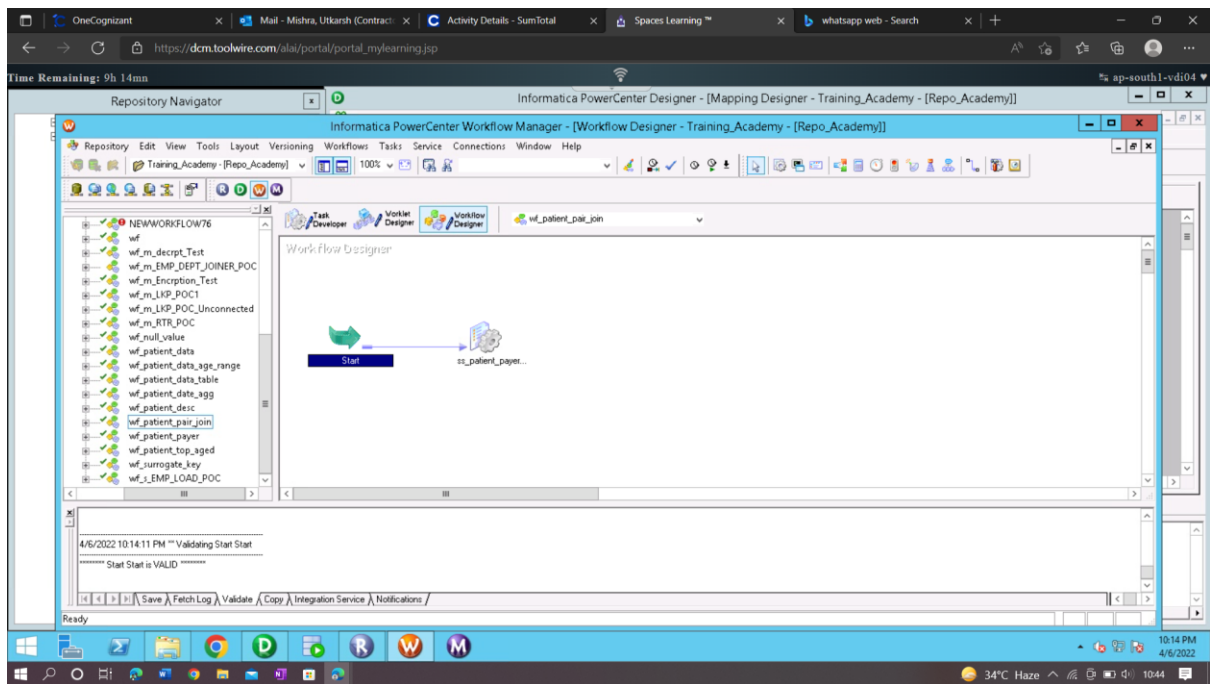 OneCognizant
Mail - Mishra, Utkarsh (Contract
Activity Details - SumTotal
Spaces Learning ™
whatsapp web - Search
https://dcm.toolwire.com/alai/portal/portal_mylearning.jsp
Time Remaining: 9h 14mn
ap-south1-vdi04
Repository Navigator
Informatica PowerCenter Designer - [Mapping Designer - Training_Academy - [Repo_Academy]]
Informatica PowerCenter Workflow Manager - [Workflow Designer - Training_Academy - [Repo_Academy]]
Repository Edit View Tools Layout Versioning Workflows Tasks Service Connections Window Help
Training_Academy - [Repo_Academy]
100%
Task Developer
Worklet Designer
Workflow Designer
wf_patient_pair_join
NEWWORKFLOW76
wf
wf_m_decrpt_Test
wf_m_EMP_DEPT_JOINER_POC
wf_m_Encrption_Test
wf_m_LKP_POC1
wf_m_LKP_POC_Unconnected
wf_m_RTR_POC
wf_null_value
wf_patient_data
wf_patient_data_age_range
wf_patient_data_table
wf_patient_date_agg
wf_patient_desc
wf_patient_pair_join
wf_patient_payer
wf_patient_top_aged
wf_surrogate_key
wf_s_EMP_LOAD_POC
Workflow Designer
Start
ss_patient_payer...
4/6/2022 10:14:11 PM ** Validating Start Start
******** Start Start is VALID ********
Save Fetch Log Validate Copy Integration Service Notifications
Ready
10:14 PM
4/6/2022
34°C Haze
10:44